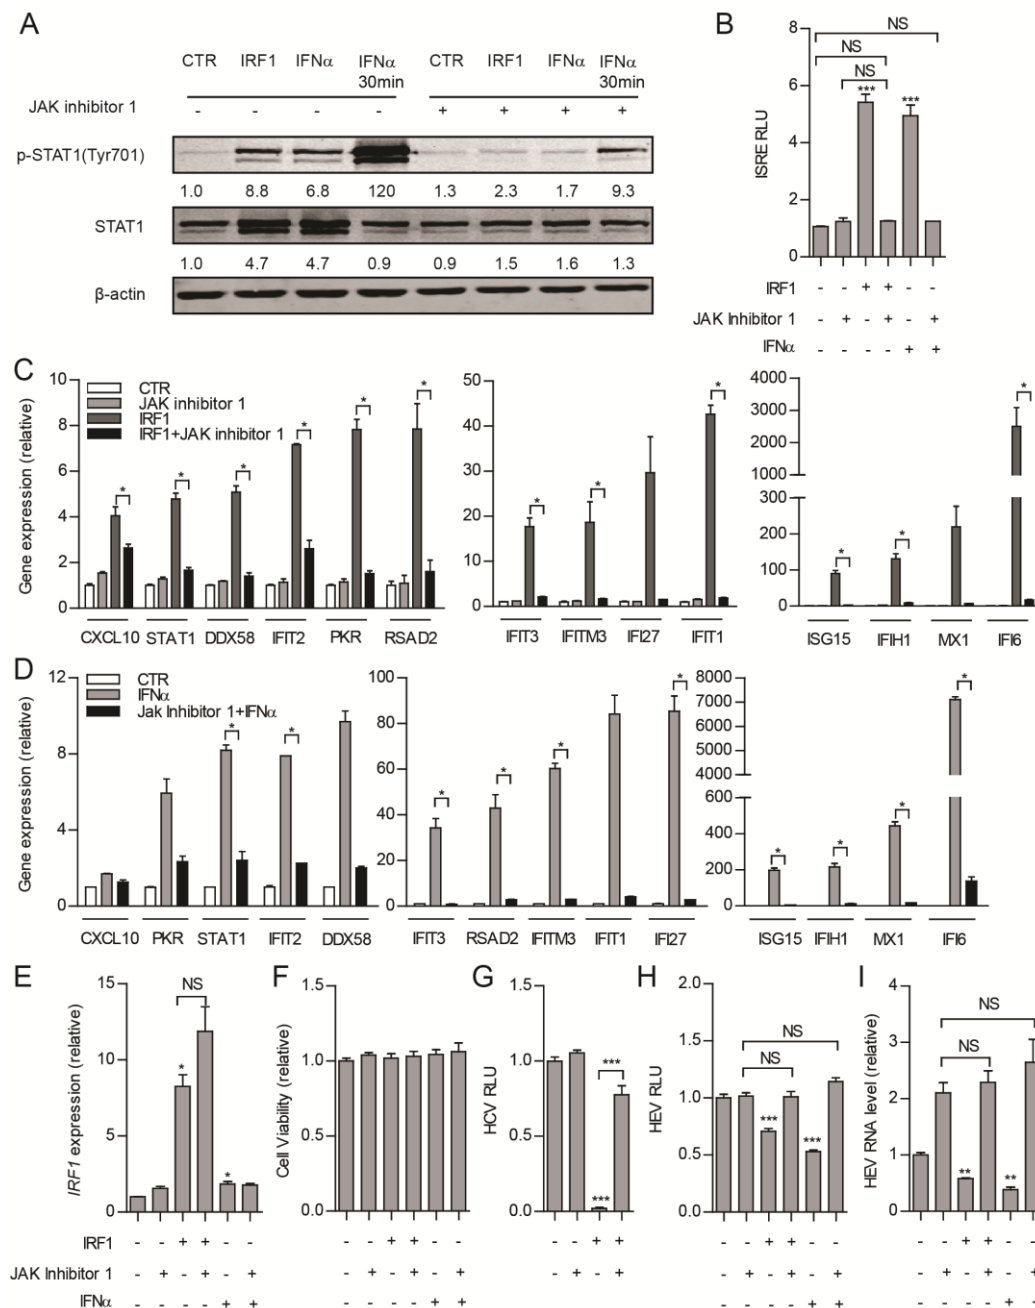 A
CTR IRF1 IFNα IFNα 30min CTR IRF1 IFNα IFNα 30min
JAK inhibitor 1 - - - - + + + +
p-STAT1(Tyr701)
1.0 8.8 6.8 120 1.3 2.3 1.7 9.3
STAT1
1.0 4.7 4.7 0.9 0.9 1.5 1.6 1.3
β-actin
B
NS
NS
NS
*** ***
ISRE RLU
8
6
4
2
0
IRF1 - - + + - -
JAK Inhibitor 1 - + - + - +
IFNα - - - - + +
C
Gene expression (relative)
10
8
6
4
2
0
CTR
JAK inhibitor 1
IRF1
IRF1+JAK inhibitor 1
* * * * * *
CXCL10 STAT1 DDX58 IFIT2 PKR RSAD2
50
40
30
20
10
0
* * *
IFIT3 IFITM3 IFI27 IFIT1
4000
3000
2000
1000
200
100
0
* * *
ISG15 IFIH1 MX1 IFI6
D
Gene expression (relative)
12
8
4
0
CTR
IFNα
Jak Inhibitor 1+IFNα
* *
CXCL10 PKR STAT1 IFIT2 DDX58
100
80
60
40
20
0
* * * *
IFIT3 RSAD2 IFITM3 IFIT1 IFI27
7000
6000
5000
4000
3000
600
400
200
0
* * * *
ISG15 IFIH1 MX1 IFI6
E
IRF1 expression (relative)
15
10
5
0
NS
* *
IRF1 - - + + - -
JAK Inhibitor 1 - + - + - +
IFNα - - - - + +
F
Cell Viability (relative)
1.5
1.0
0.5
0.0
- - + + - -
- + - + - +
- - - - + +
G
HCV RLU
1.5
1.0
0.5
0.0
***
***
- - + +
- + - +
H
HEV RLU
2.0
1.5
1.0
0.5
0.0
NS
NS
*** ***
- - + + - -
- + - + - +
- - - - + +
I
HEV RNA level (relative)
4
3
2
1
0
NS
NS
** **
- - + + - -
- + - + - +
- - - - + +